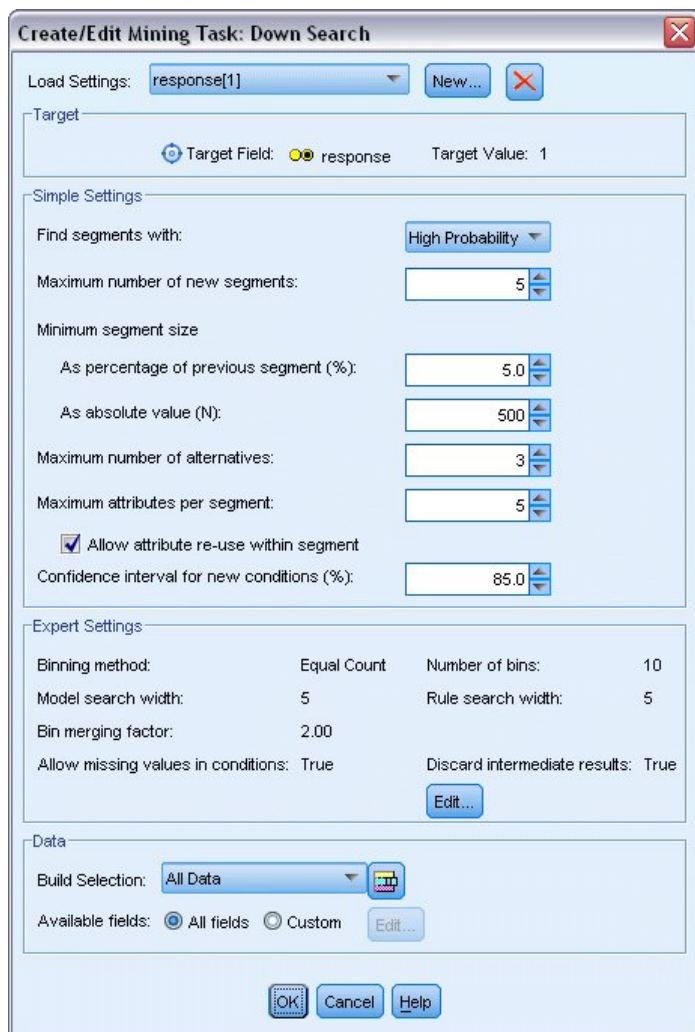 Create/Edit Mining Task: Down Search
Load Settings: response[1] New...
Target
Target Field: response Target Value: 1
Simple Settings
Find segments with: High Probability
Maximum number of new segments: 5
Minimum segment size
As percentage of previous segment (%): 5.0
As absolute value (N): 500
Maximum number of alternatives: 3
Maximum attributes per segment: 5
Allow attribute re-use within segment
Confidence interval for new conditions (%): 85.0
Expert Settings
Binning method: Equal Count Number of bins: 10
Model search width: 5 Rule search width: 5
Bin merging factor: 2.00
Allow missing values in conditions: True Discard intermediate results: True
Edit...
Data
Build Selection: All Data
Available fields: All fields Custom Edit...
OK Cancel Help